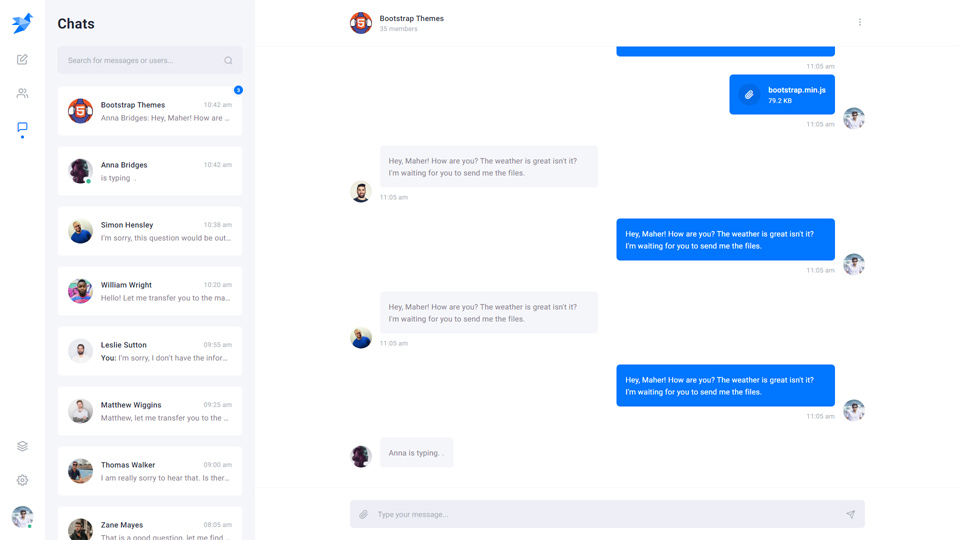 Chats
Search for messages or users...
3
Bootstrap Themes 10:42 am
Anna Bridges: Hey, Maher! How are ...
Anna Bridges 10:42 am
is typing ..
Simon Hensley 10:38 am
I'm sorry, this question would be out...
William Wright 10:20 am
Hello! Let me transfer you to the ma...
Leslie Sutton 09:55 am
You: I'm sorry, I don't have the infor...
Matthew Wiggins 09:25 am
Matthew, let me transfer you to the ...
Thomas Walker 09:00 am
I am really sorry to hear that. Is ther...
Zane Mayes 08:05 am
That is a good question, let me find ...
Bootstrap Themes
35 members
11:05 am
bootstrap.min.js
79.2 KB
11:05 am
Hey, Maher! How are you? The weather is great isn't it?
I'm waiting for you to send me the files.
11:05 am
Hey, Maher! How are you? The weather is great isn't it?
I'm waiting for you to send me the files.
11:05 am
Hey, Maher! How are you? The weather is great isn't it?
I'm waiting for you to send me the files.
11:05 am
Hey, Maher! How are you? The weather is great isn't it?
I'm waiting for you to send me the files.
11:05 am
Anna is typing. .
Type your message...